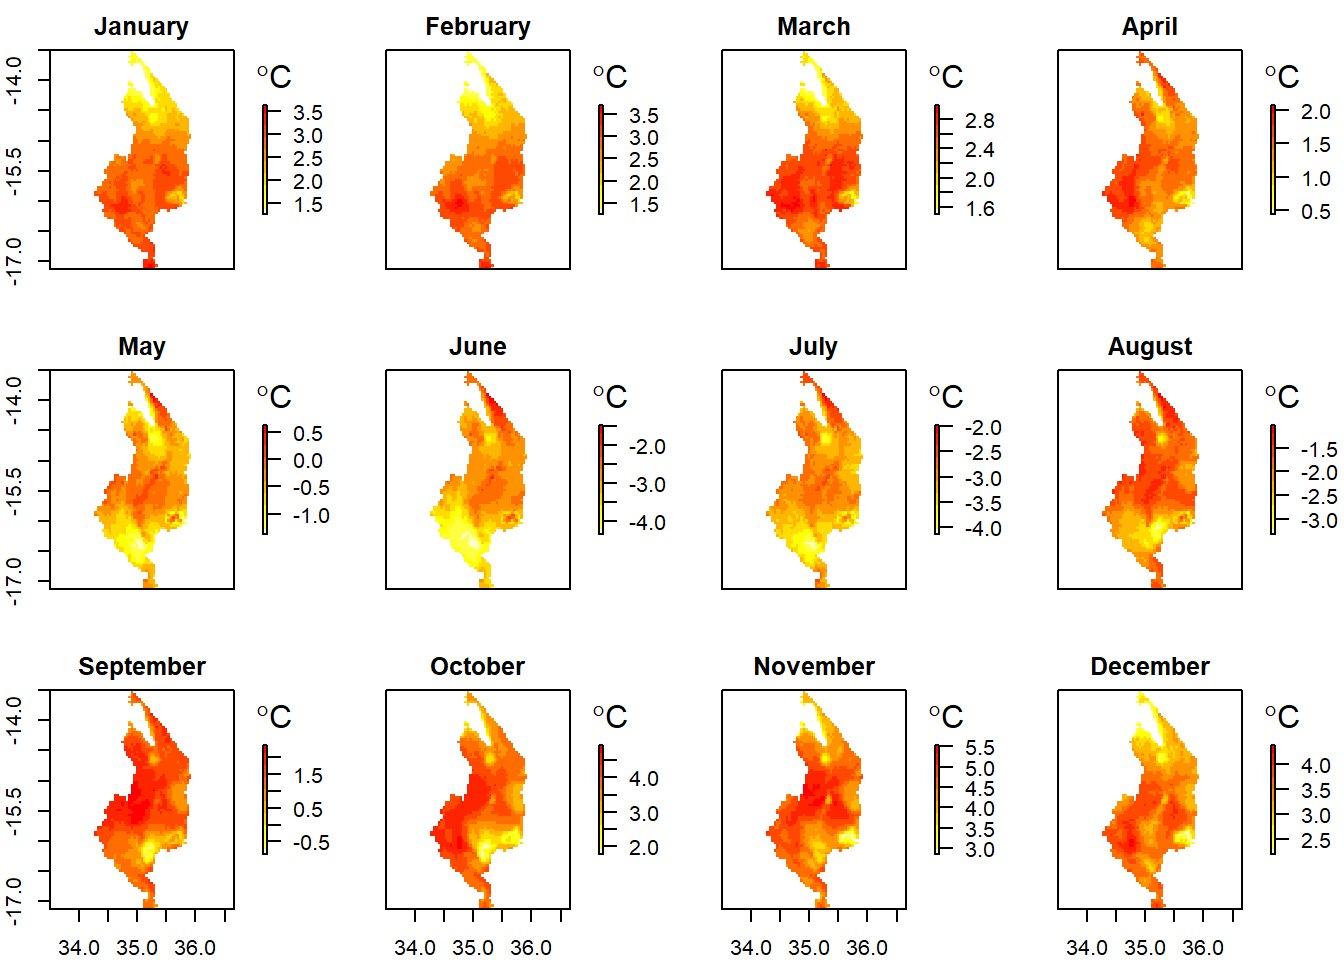 January
February
March
April
°C
3.5
3.0
2.5
2.0
1.5
°C
3.5
3.0
2.5
2.0
1.5
°C
2.8
2.4
2.0
1.6
°C
2.0
1.5
1.0
0.5
-14.0
-15.5
-17.0
May
June
July
August
°C
0.5
0.0
-0.5
-1.0
°C
-2.0
-3.0
-4.0
°C
-2.0
-2.5
-3.0
-3.5
-4.0
°C
-1.5
-2.0
-2.5
-3.0
-14.0
-15.5
-17.0
September
October
November
December
°C
1.5
0.5
-0.5
°C
4.0
3.0
2.0
°C
5.5
5.0
4.5
4.0
3.5
3.0
°C
4.0
3.5
3.0
2.5
-14.0
-15.5
-17.0
34.0 35.0 36.0
34.0 35.0 36.0
34.0 35.0 36.0
34.0 35.0 36.0